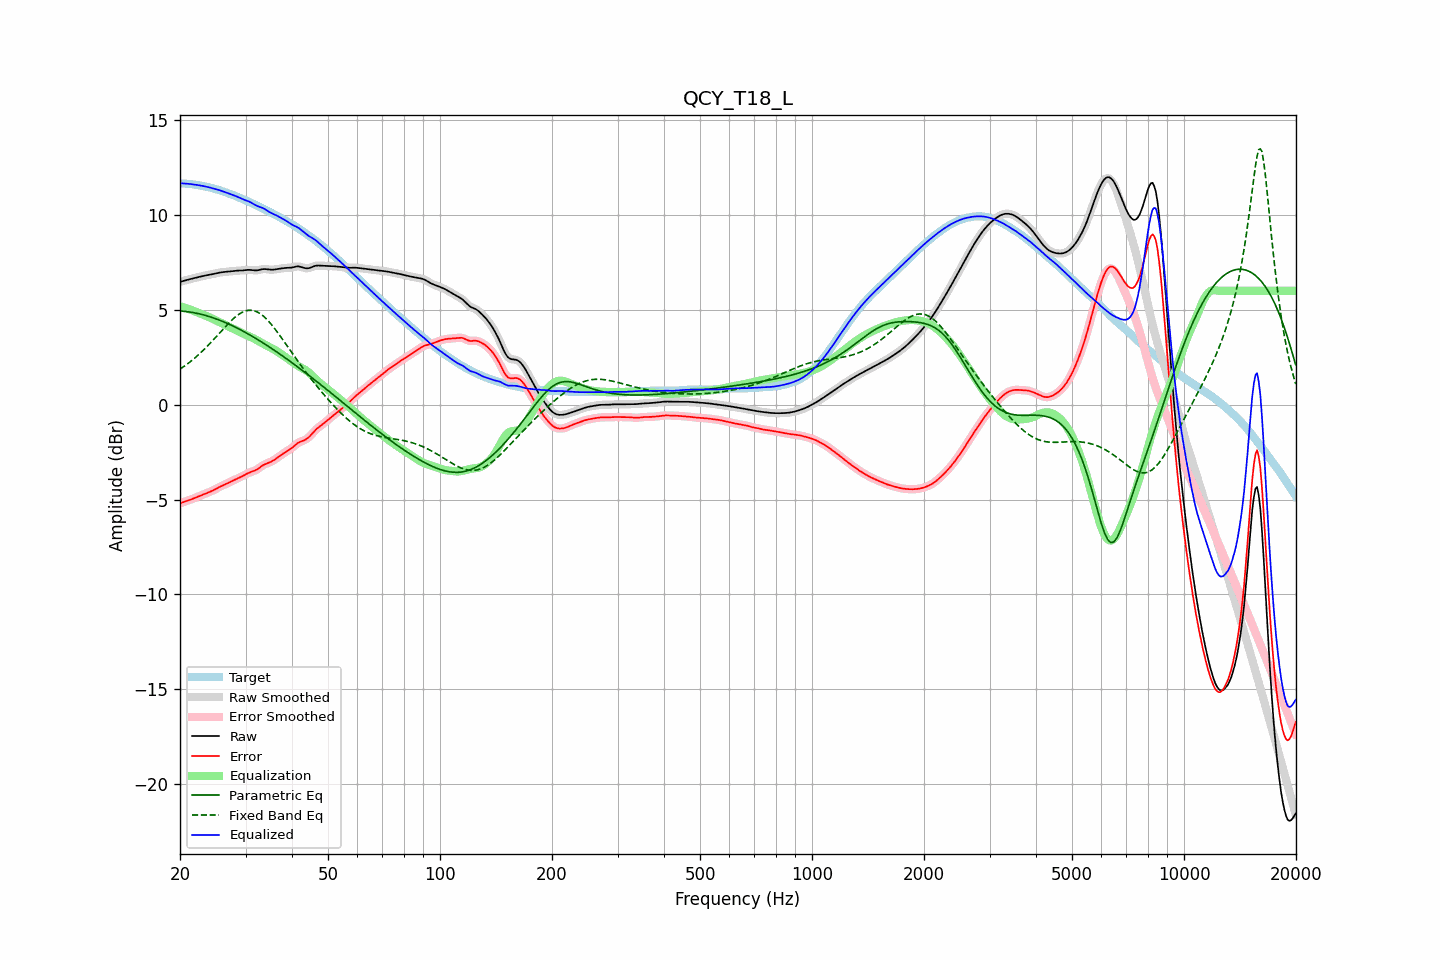 QCY_T18_L
15
10
5
0
−5
−10
−15
−20
Amplitude (dBr)
20
50
100
200
500
1000
2000
5000
10000
20000
Frequency (Hz)
Target
Raw Smoothed
Error Smoothed
Raw
Error
Equalization
Parametric Eq
Fixed Band Eq
Equalized